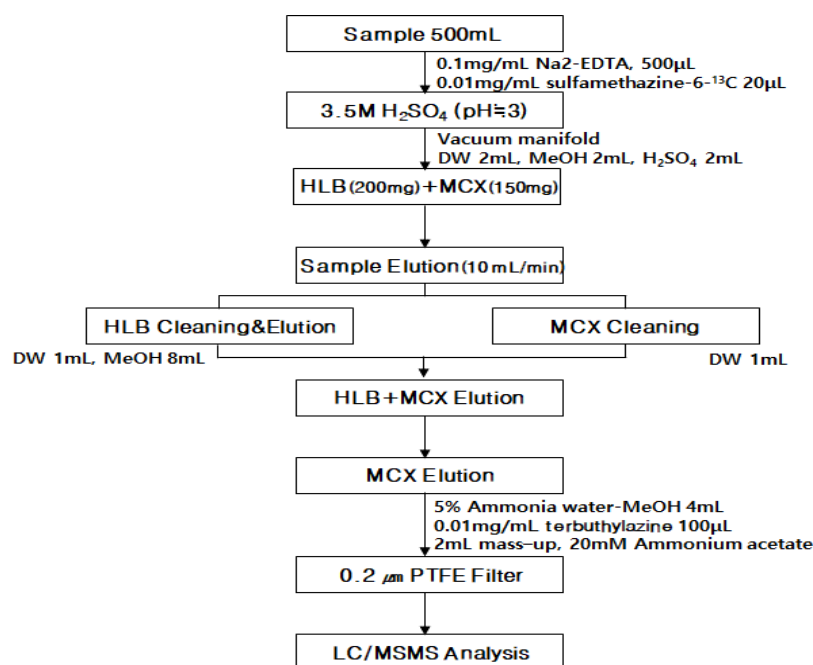 Sample 500mL
0.1mg/mL Na2-EDTA, 500μL
0.01mg/mL sulfamethazine-6-¹³C 20μL
3.5M H₂SO₄ (pH≒3)
Vacuum manifold
DW 2mL, MeOH 2mL, H₂SO₄ 2mL
HLB(200mg)+MCX(150mg)
Sample Elution(10 mL/min)
HLB Cleaning&Elution
MCX Cleaning
DW 1mL, MeOH 8mL
DW 1mL
HLB+MCX Elution
MCX Elution
5% Ammonia water-MeOH 4mL
0.01mg/mL terbuthylazine 100μL
2mL mass-up, 20mM Ammonium acetate
0.2 ㎛ PTFE Filter
LC/MSMS Analysis